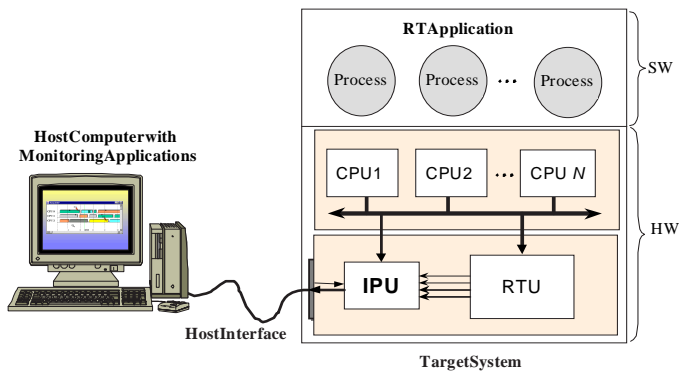 RTApplication
Process Process ... Process
SW
HostComputerwith
MonitoringApplications
CPU1 CPU2 ... CPU N
HW
IPU
RTU
HostInterface
TargetSystem